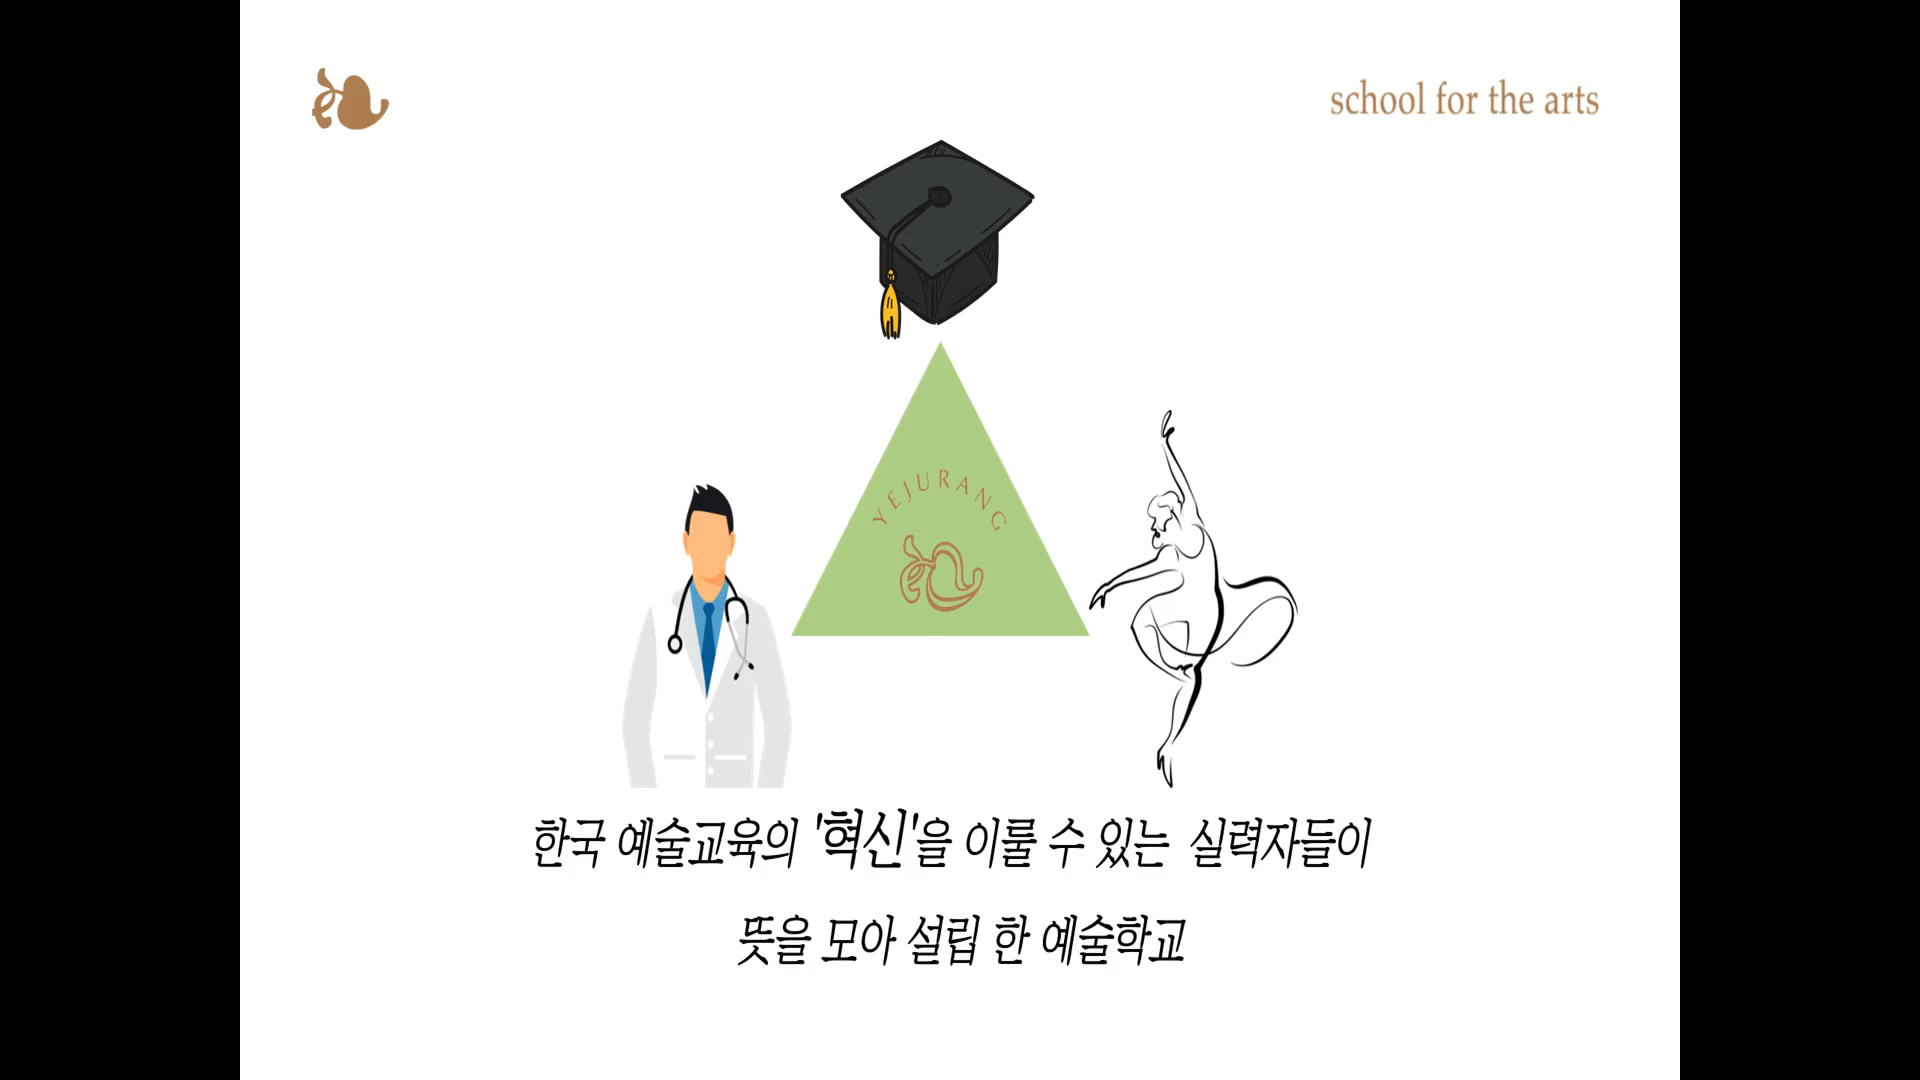 school for the arts
YEJURANG
한국 예술교육의 '혁신'을 이룰 수 있는 실력자들이
뜻을 모아 설립 한 예술학교